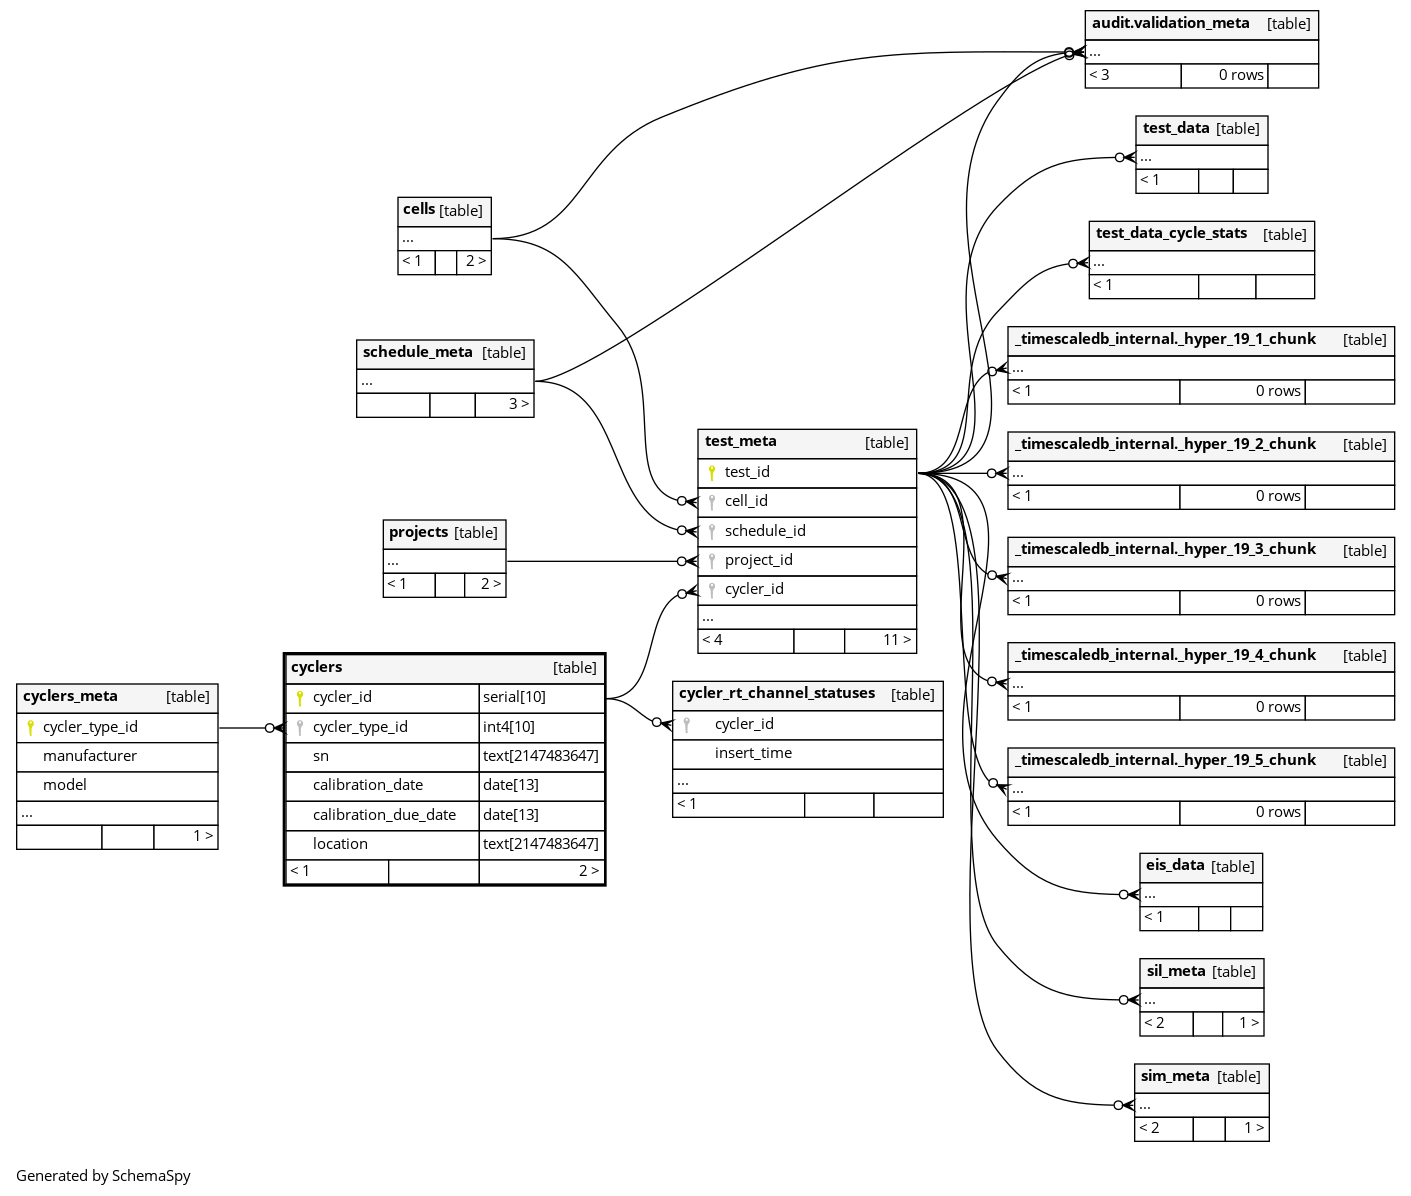 audit.validation_meta [table]
...
< 3 0 rows
test_data [table]
...
< 1
cells [table]
...
< 1 2 >
test_data_cycle_stats [table]
...
< 1
schedule_meta [table]
...
3 >
_timescaledb_internal._hyper_19_1_chunk [table]
...
< 1 0 rows
test_meta [table]
test_id
cell_id
schedule_id
project_id
cycler_id
...
< 4 11 >
_timescaledb_internal._hyper_19_2_chunk [table]
...
< 1 0 rows
projects [table]
...
< 1 2 >
_timescaledb_internal._hyper_19_3_chunk [table]
...
< 1 0 rows
cyclers_meta [table]
cycler_type_id
manufacturer
model
...
1 >
cyclers [table]
cycler_id serial[10]
cycler_type_id int4[10]
sn text[2147483647]
calibration_date date[13]
calibration_due_date date[13]
location text[2147483647]
< 1 2 >
cycler_rt_channel_statuses [table]
cycler_id
insert_time
...
< 1
_timescaledb_internal._hyper_19_4_chunk [table]
...
< 1 0 rows
_timescaledb_internal._hyper_19_5_chunk [table]
...
< 1 0 rows
eis_data [table]
...
< 1
sil_meta [table]
...
< 2 1 >
sim_meta [table]
...
< 2 1 >
Generated by SchemaSpy